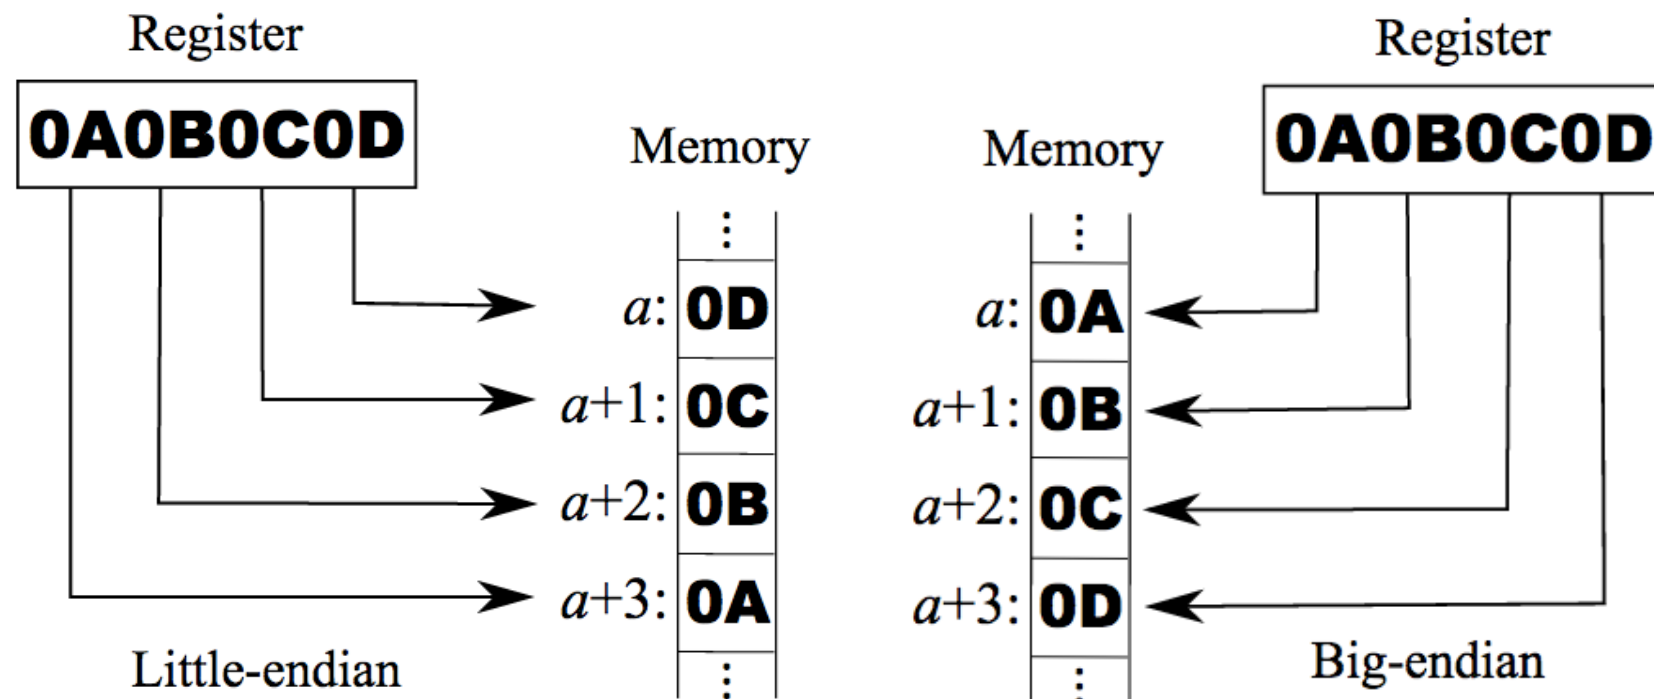 Register
0A0B0C0D
Memory
⋮
a: 0D
a+1: 0C
a+2: 0B
a+3: 0A
⋮
Little-endian
Register
0A0B0C0D
Memory
⋮
a: 0A
a+1: 0B
a+2: 0C
a+3: 0D
⋮
Big-endian